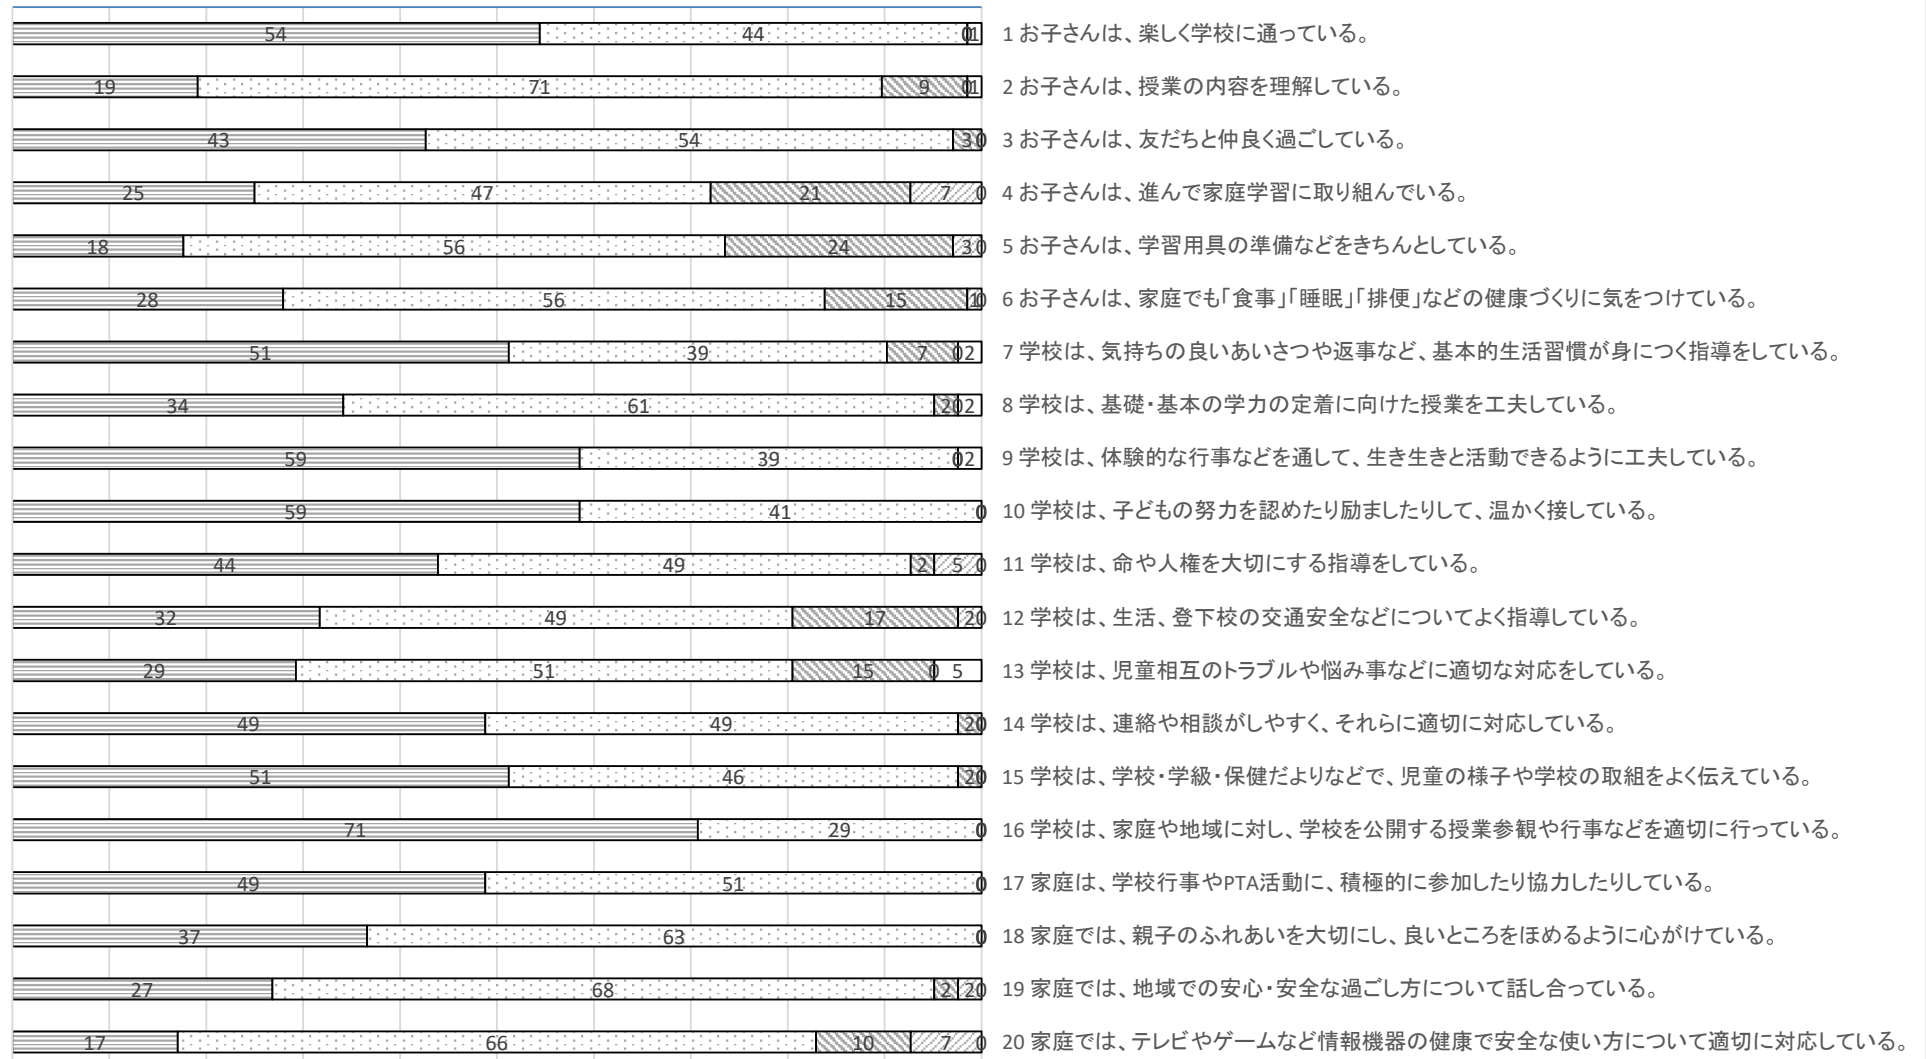 54 44 0 1 1 お子さんは、楽しく学校に通っている。
19 71 9 0 1 2 お子さんは、授業の内容を理解している。
43 54 3 0 3 お子さんは、友だちと仲良く過ごしている。
25 47 21 7 0 4 お子さんは、進んで家庭学習に取り組んでいる。
18 56 24 3 0 5 お子さんは、学習用具の準備などをきちんとしている。
28 56 15 1 0 6 お子さんは、家庭でも「食事」「睡眠」「排便」などの健康づくりに気をつけている。
51 39 7 0 2 7 学校は、気持ちの良いあいさつや返事など、基本的生活習慣が身につく指導をしている。
34 61 2 0 2 8 学校は、基礎・基本の学力の定着に向けた授業を工夫している。
59 39 0 2 9 学校は、体験的な行事などを通して、生き生きと活動できるように工夫している。
59 41 0 10 学校は、子どもの努力を認めたり励ましたりして、温かく接している。
44 49 2 5 0 11 学校は、命や人権を大切にする指導をしている。
32 49 17 2 0 12 学校は、生活、登下校の交通安全などについてよく指導している。
29 51 15 0 5 13 学校は、児童相互のトラブルや悩み事などに適切な対応をしている。
49 49 2 0 14 学校は、連絡や相談がしやすく、それらに適切に対応している。
51 46 2 0 15 学校は、学校・学級・保健だよりなどで、児童の様子や学校の取組をよく伝えている。
71 29 0 16 学校は、家庭や地域に対し、学校を公開する授業参観や行事などを適切に行っている。
49 51 0 17 家庭は、学校行事やPTA活動に、積極的に参加したり協力したりしている。
37 63 0 18 家庭では、親子のふれあいを大切にし、良いところをほめるように心がけている。
27 68 2 2 0 19 家庭では、地域での安心・安全な過ごし方について話し合っている。
17 66 10 7 0 20 家庭では、テレビやゲームなど情報機器の健康で安全な使い方について適切に対応している。